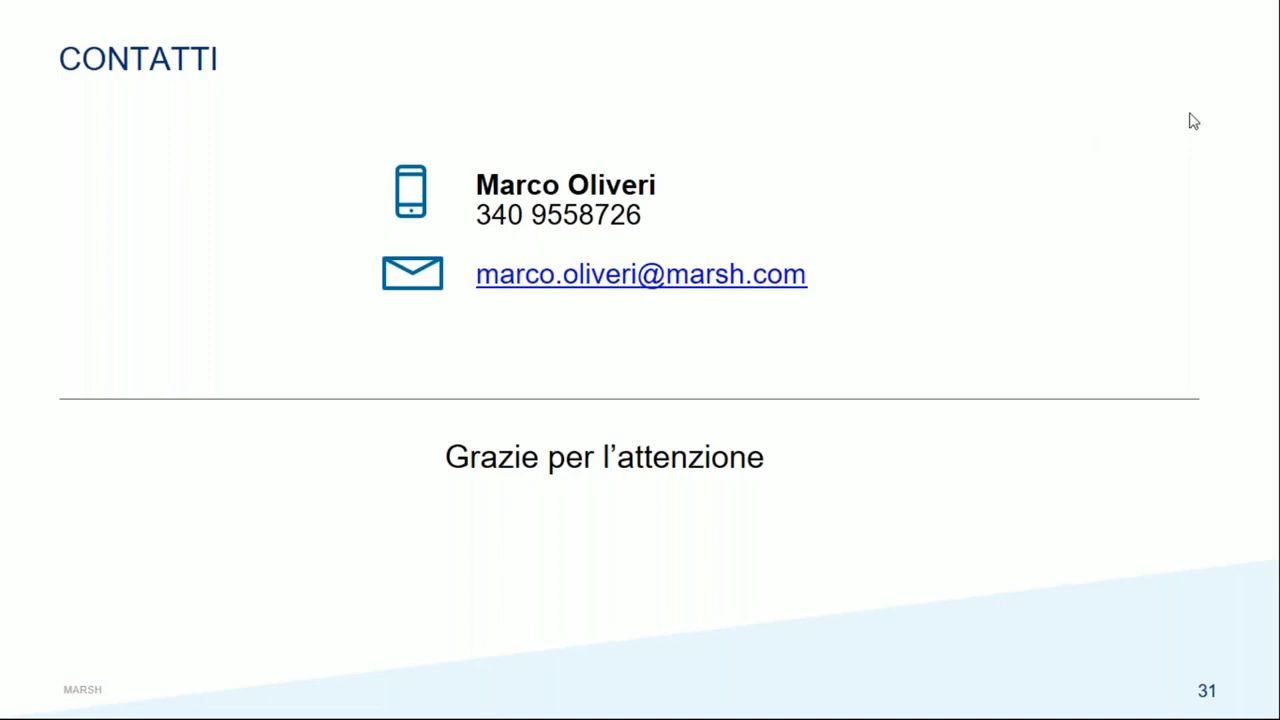 CONTATTI
Marco Oliveri
340 9558726
marco.oliveri@marsh.com
Grazie per l’attenzione
MARSH
31